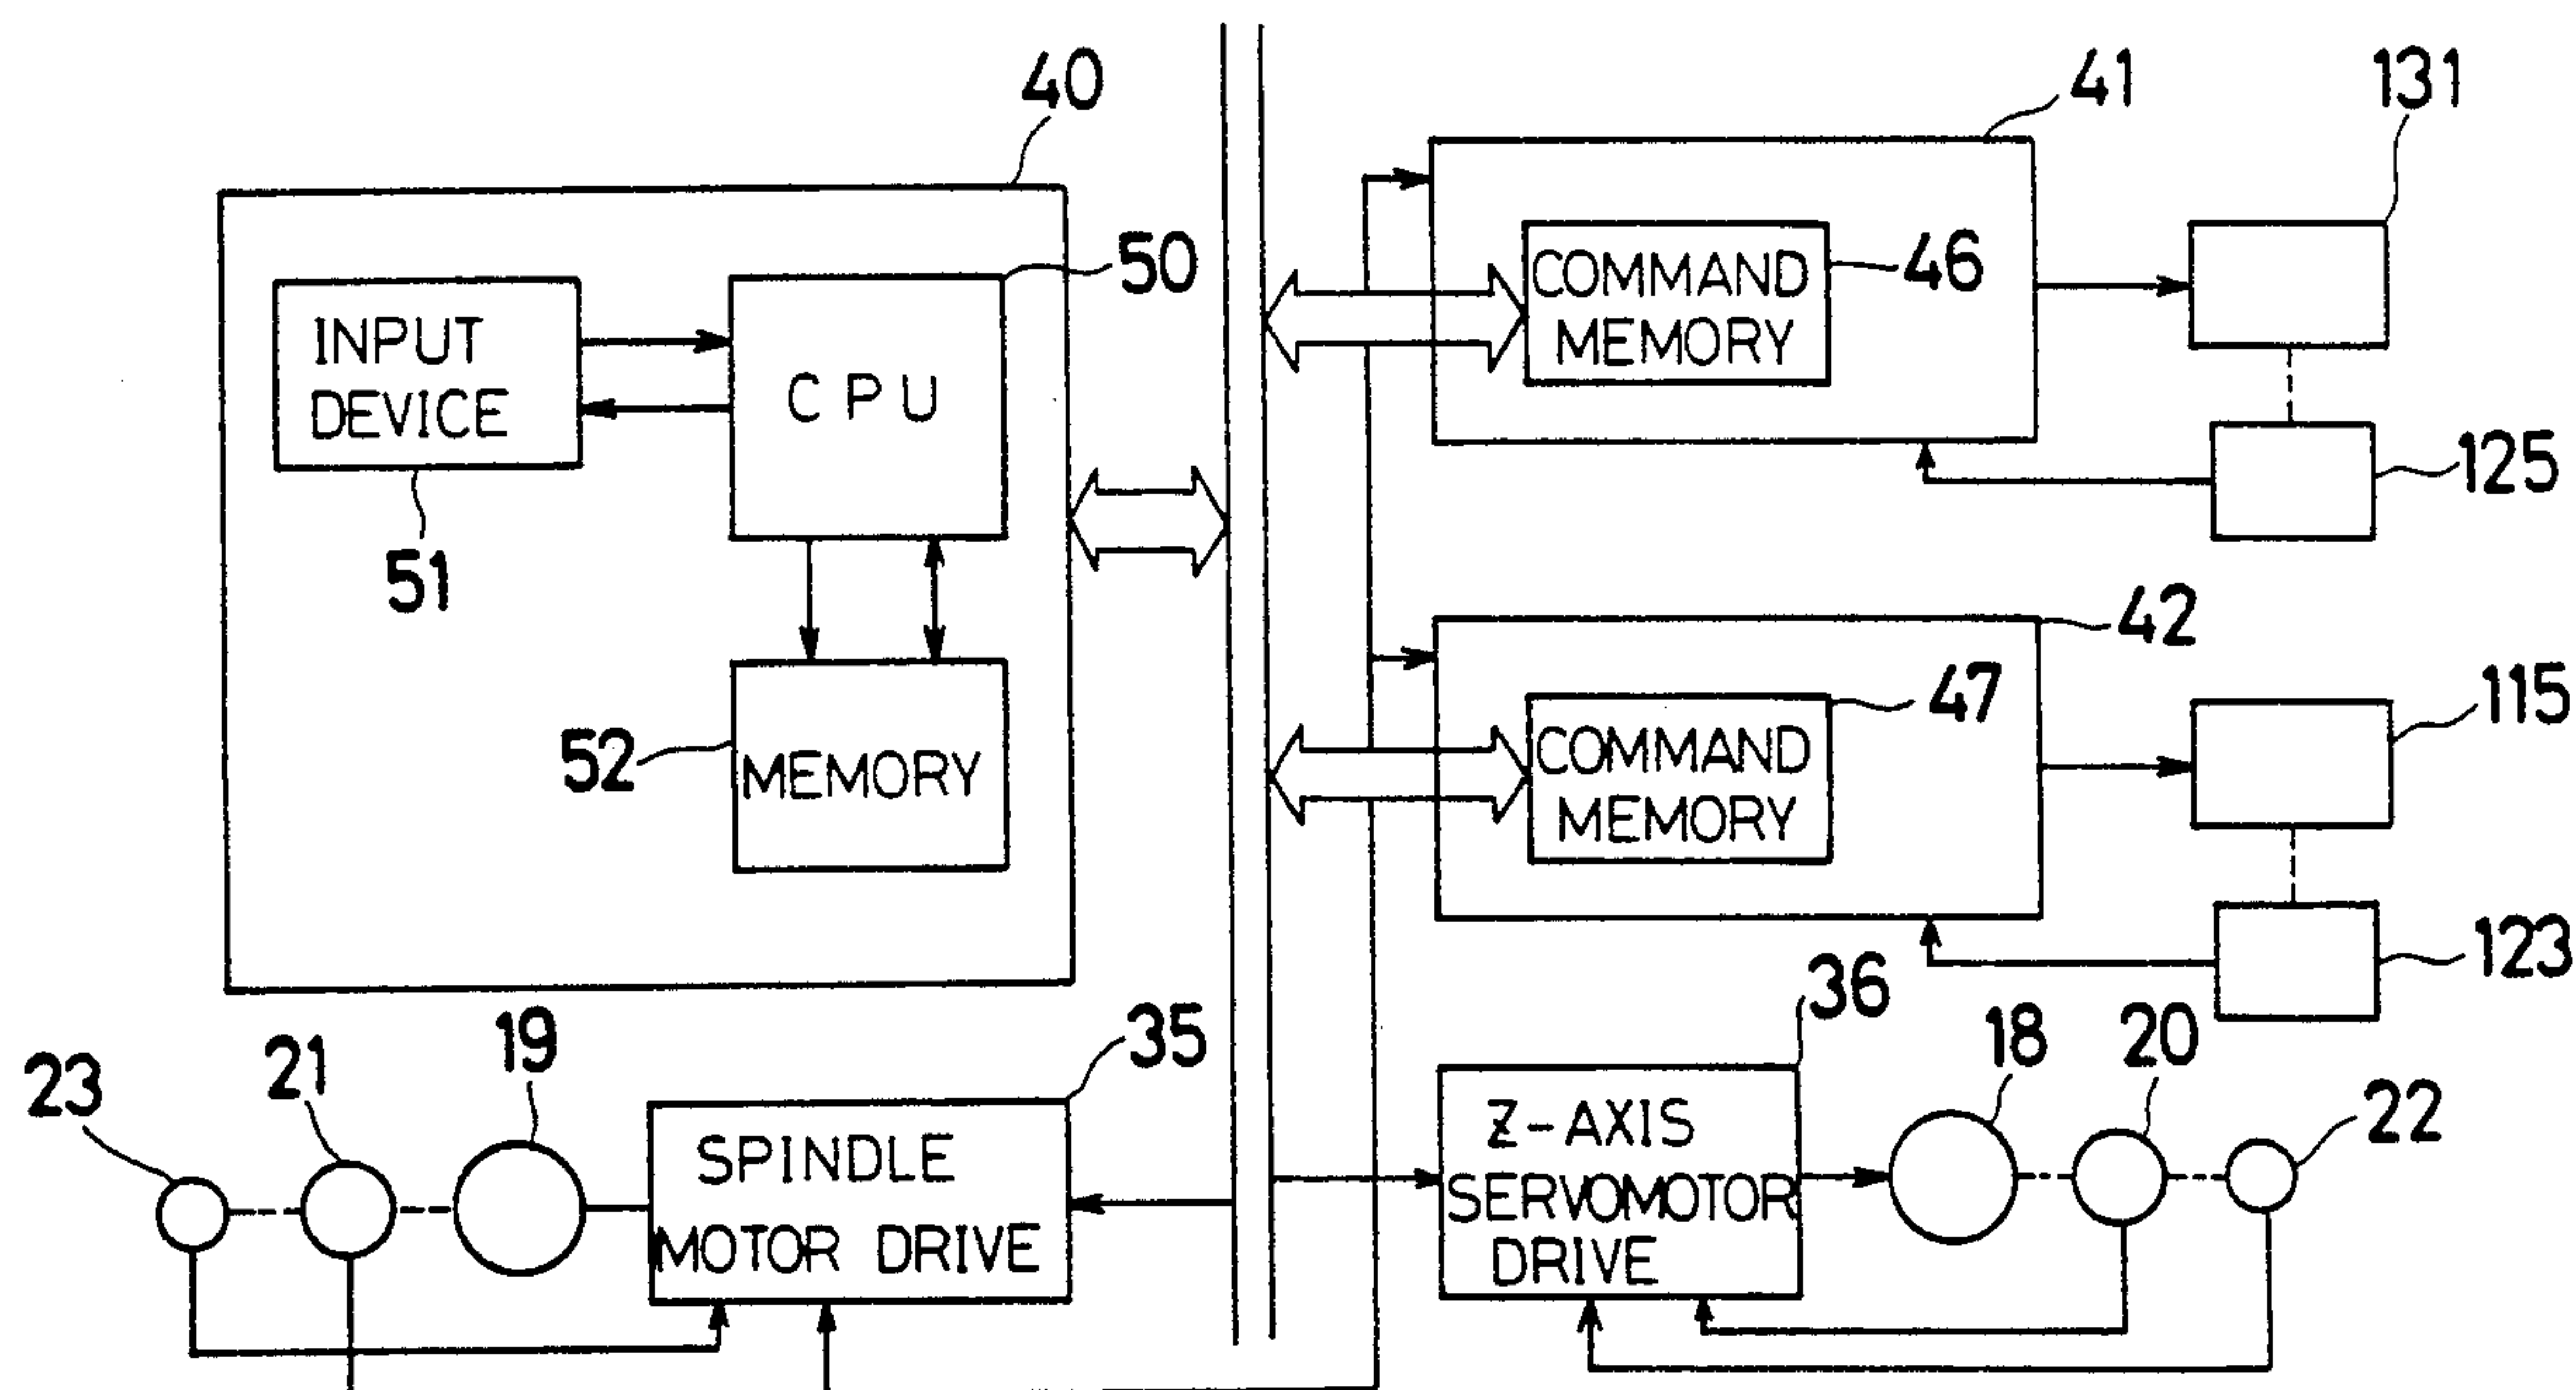 40
INPUT
DEVICE
51
CPU
50
MEMORY
52
41
COMMAND
MEMORY
46
131
125
42
COMMAND
MEMORY
47
115
123
23
21
19
SPINDLE
MOTOR DRIVE
35
Z-AXIS
SERVOMOTOR
DRIVE
36
18
20
22